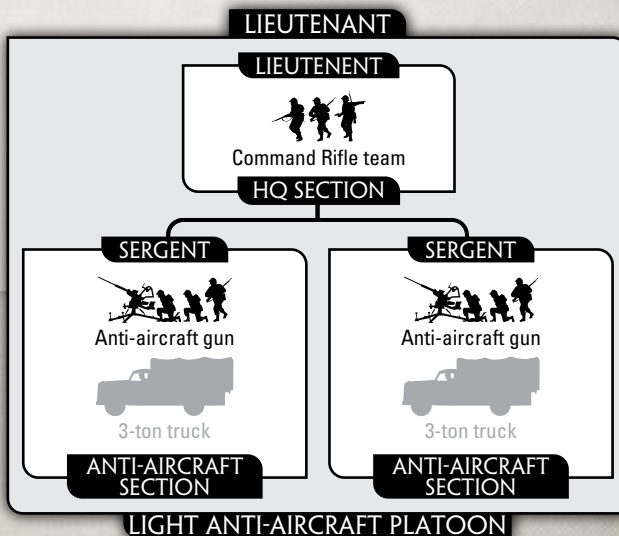 LIEUTENANT
LIEUTENENT
Command Rifle team
HQ SECTION
SERGENT
Anti-aircraft gun
3-ton truck
ANTI-AIRCRAFT
SECTION
SERGENT
Anti-aircraft gun
3-ton truck
ANTI-AIRCRAFT
SECTION
LIGHT ANTI-AIRCRAFT PLATOON